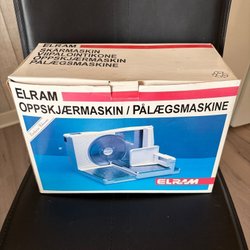 ELRAM
SKÄRMASKIN
VIIPALOINTIKONE
OPPSKJÆRMASKIN
PÅLÆGSMASKINE
ELRAM
OPPSKJÆRMASKIN / PÅLÆGSMASKINE
ELRAM